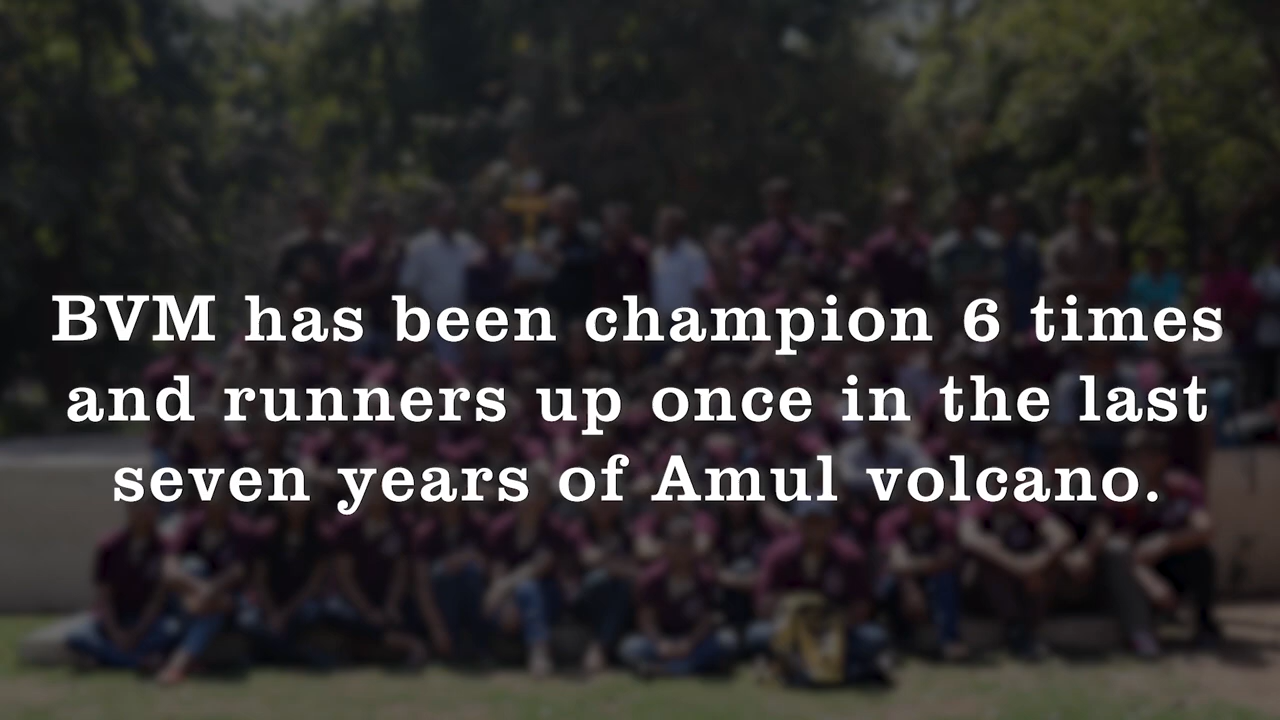 BVM has been champion 6 times
and runners up once in the last
seven years of Amul volcano.